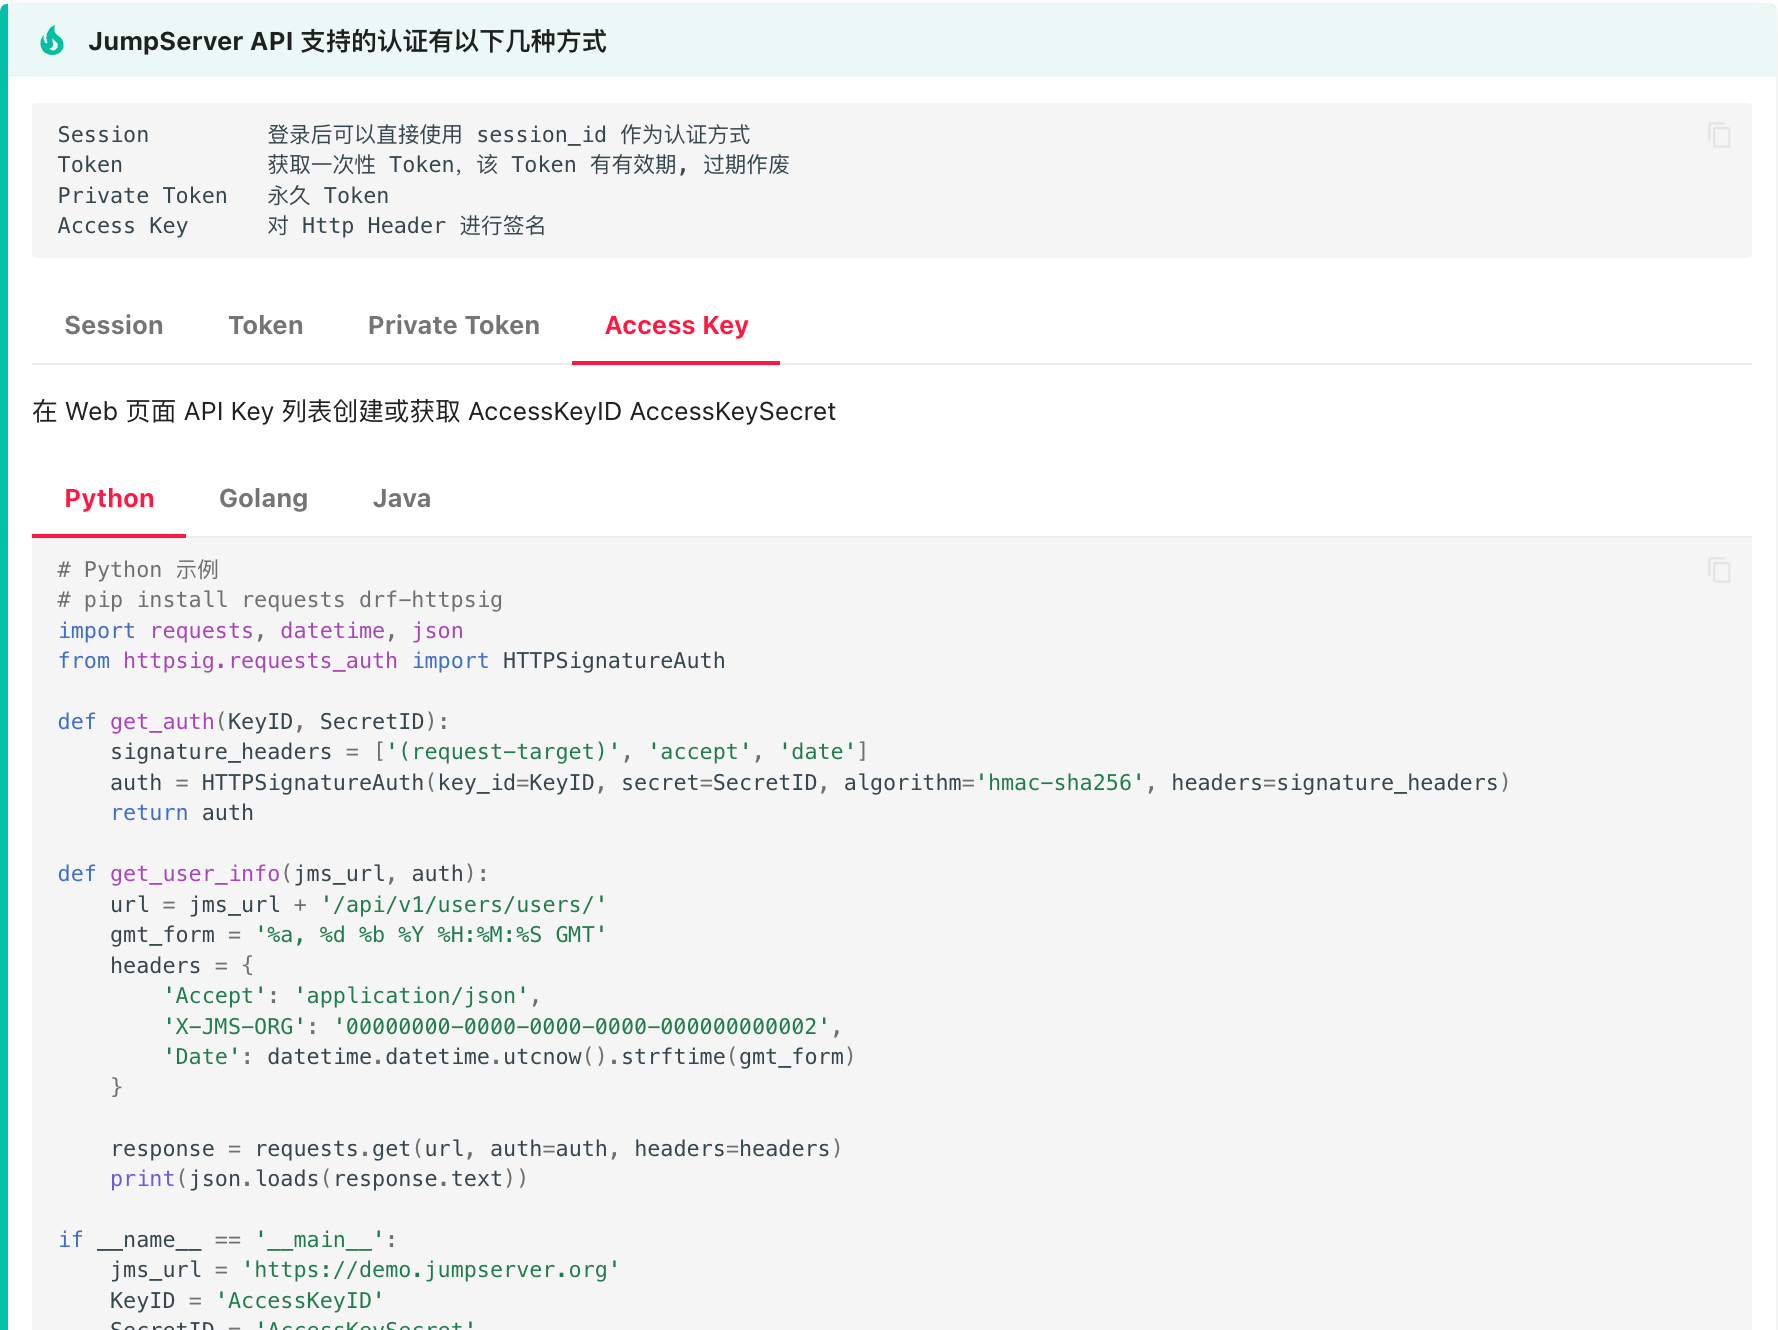 JumpServer API 支持的认证有以下几种方式
Session         登录后可以直接使用 session_id 作为认证方式
Token           获取一次性 Token，该 Token 有有效期，过期作废
Private Token   永久 Token
Access Key      对 Http Header 进行签名
Session Token Private Token Access Key
在 Web 页面 API Key 列表创建或获取 AccessKeyID AccessKeySecret
Python Golang Java
# Python 示例
# pip install requests drf-httpsig
import requests, datetime, json
from httpsig.requests_auth import HTTPSignatureAuth
def get_auth(KeyID, SecretID):
    signature_headers = ['(request-target)', 'accept', 'date']
    auth = HTTPSignatureAuth(key_id=KeyID, secret=SecretID, algorithm='hmac-sha256', headers=signature_headers)
    return auth
def get_user_info(jms_url, auth):
    url = jms_url + '/api/v1/users/users/'
    gmt_form = '%a, %d %b %Y %H:%M:%S GMT'
    headers = {
        'Accept': 'application/json',
        'X-JMS-ORG': '00000000-0000-0000-0000-000000000002',
        'Date': datetime.datetime.utcnow().strftime(gmt_form)
    }
    response = requests.get(url, auth=auth, headers=headers)
    print(json.loads(response.text))
if __name__ == '__main__':
    jms_url = 'https://demo.jumpserver.org'
    KeyID = 'AccessKeyID'
    SecretID = 'AccessKeySecret'